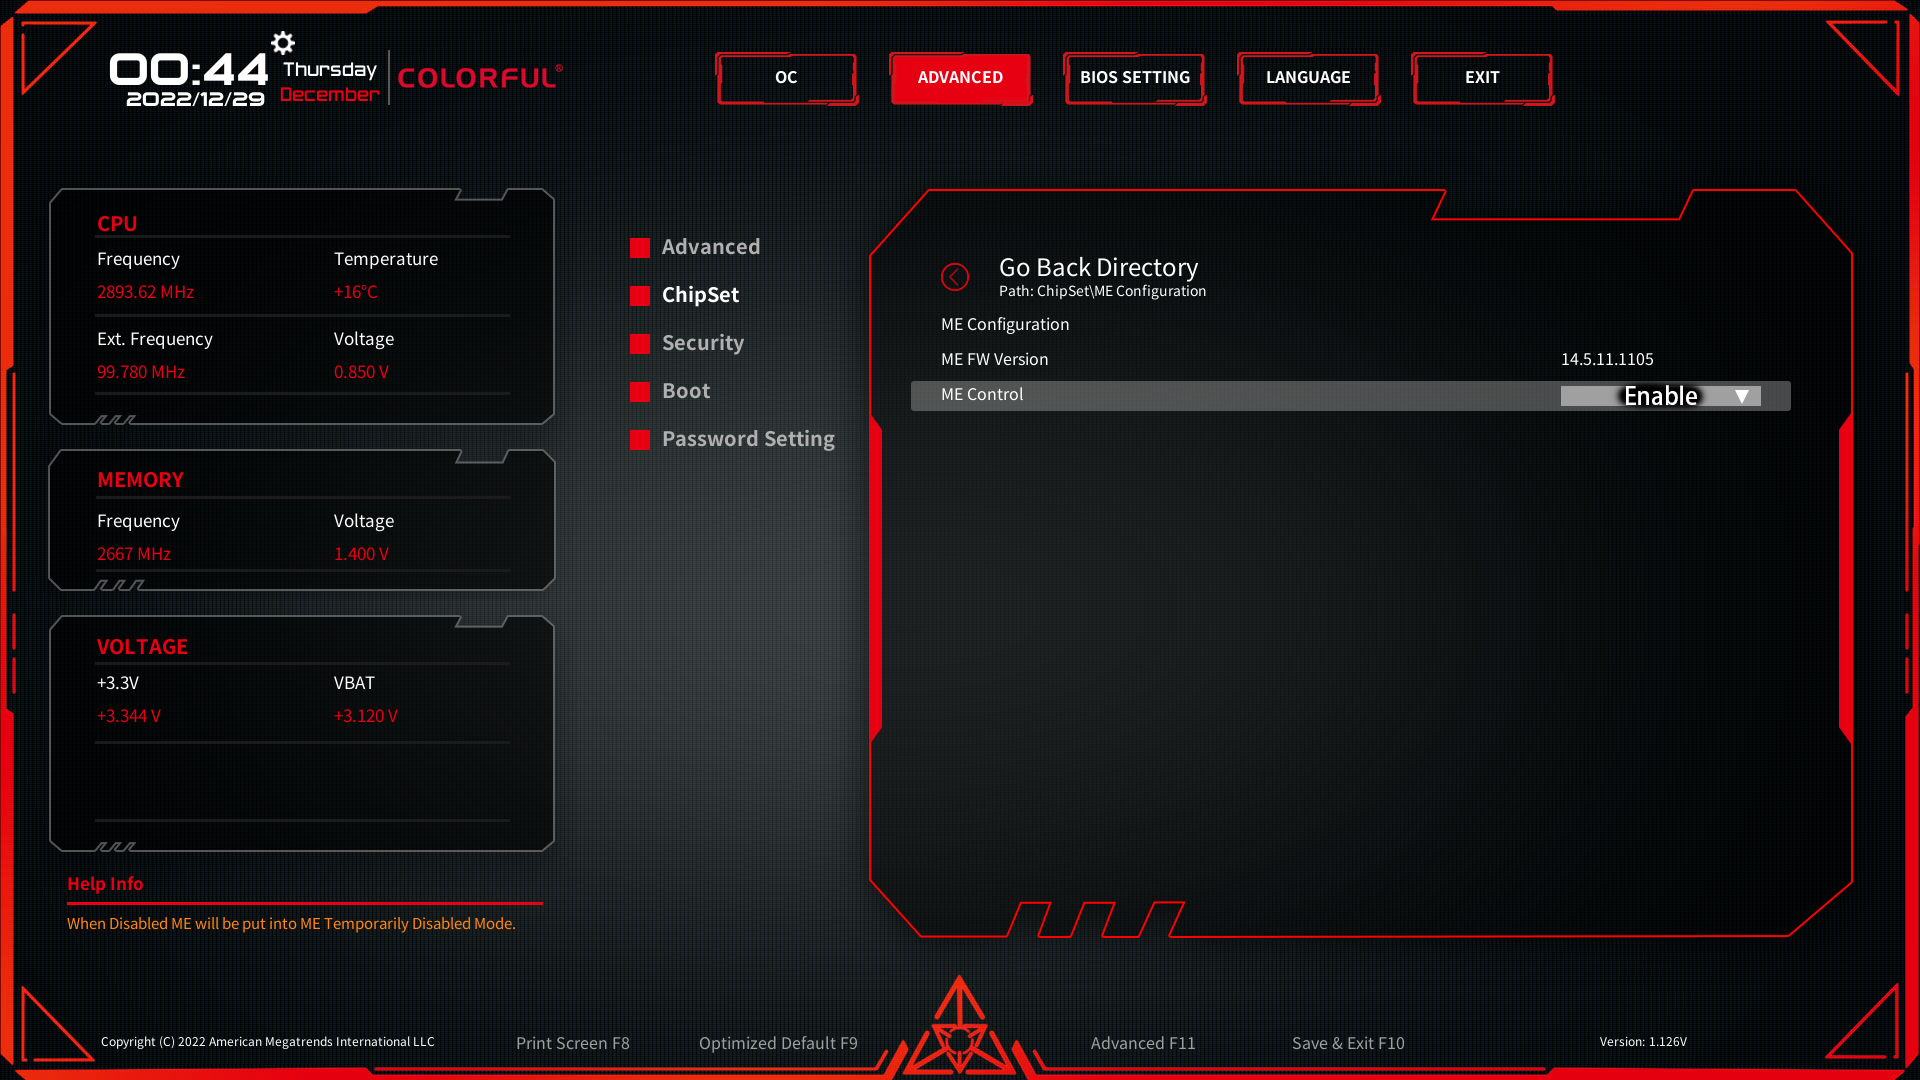 00:44
Thursday
2022/12/29
December
COLORFUL®
OC
ADVANCED
BIOS SETTING
LANGUAGE
EXIT
CPU
Frequency
Temperature
2893.62 MHz
+16°C
Ext. Frequency
Voltage
99.780 MHz
0.850 V
MEMORY
Frequency
Voltage
2667 MHz
1.400 V
VOLTAGE
+3.3V
VBAT
+3.344 V
+3.120 V
Help Info
When Disabled ME will be put into ME Temporarily Disabled Mode.
Advanced
ChipSet
Security
Boot
Password Setting
Go Back Directory
Path: ChipSet\ME Configuration
ME Configuration
ME FW Version
14.5.11.1105
ME Control
Enable
Copyright (C) 2022 American Megatrends International LLC
Print Screen F8
Optimized Default F9
Advanced F11
Save & Exit F10
Version: 1.126V